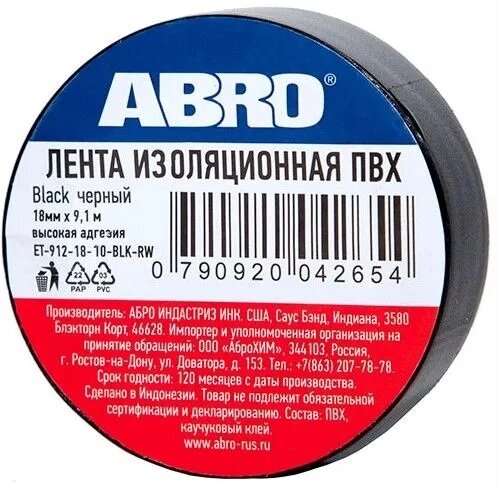 ABRO®
ЛЕНТА ИЗОЛЯЦИОННАЯ ПВХ
Black черный
18мм х 9,1 м
высокая адгезия
ET-912-18-10-BLK-RW
22 03
PAP PVC
0 790920 042654
Производитель: АБРО ИНДАСТРИЗ ИНК. США, Саус Бэнд, Индиана, 3580
Блэкторн Корт, 46628. Импортер и уполномоченная организация на
принятие обращений: ООО «АброХИМ», 344103, Россия,
г. Ростов-на-Дону, ул. Доватора, д. 153. Тел.:+7(863) 207-78-78.
Срок годности: 120 месяцев с даты производства.
Сделано в Индонезии. Товар не подлежит обязательной
сертификации и декларированию. Состав: ПВХ,
каучуковый клей.
www.abro-rus.ru